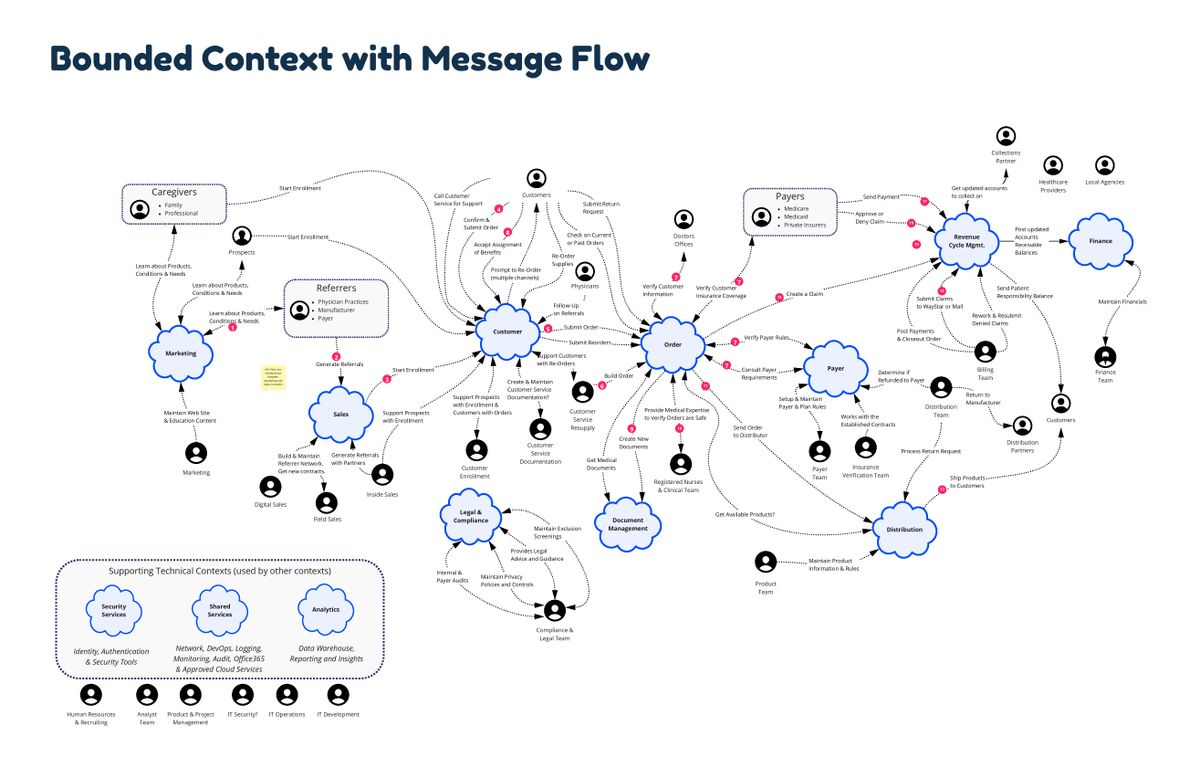 Bounded Context with Message Flow
Caregivers
• Family
• Professional
Start Enrollment
Prospects
Start Enrollment
Learn about Products,
Conditions & Needs
Learn about Products,
Conditions & Needs
Learn about Products,
Conditions & Needs
1
Referrers
• Physician Practices
• Manufacturer
• Payer
Marketing
2
Generate Referrals
3
Start Enrollment
Sales
Maintain Web Site
& Education Content
Marketing
Support Prospects
with Enrollment
Build & Maintain
Referrer Network,
Get new contracts.
Generate Referrals
with Partners
Digital Sales
Field Sales
Inside Sales
Customers
Call Customer
Service for Support
4
Confirm &
Submit Order
Accept Assignment
of Benefits
Prompt to Re-Order
(multiple channels)
Re-Order
Supplies
Check on Current
or Past Orders
Submit Return
Request
Physicians
Follow-Up
on Referrals
Customer
5
Submit Order
Submit Reorders
Support Customers
with Re-Orders
Create & Maintain
Customer Service
Documentation?
Support Prospects
with Enrollment &
Customers with Orders
Customer
Enrollment
Customer
Service
Documentation
Customer
Service
Resupply
6
Build Order
Doctors
Offices
7
Verify Customer
Information
7
Verify Customer
Insurance Coverage
Order
Create a Claim
Verify Payer Rules
Consult Payer
Requirements
Provide Medical Expertise
to Verify Orders are Safe
Create New
Documents
Get Medical
Documents
Registered Nurses
& Clinical Team
Send Order
to Distributor
Get Available Products?
Document
Management
Payers
• Medicare
• Medicaid
• Private Insurers
Send Payment
Approve or
Deny Claim
Get updated accounts
to collect on
Collections
Partner
Healthcare
Providers
Local Agencies
Revenue
Cycle Mgmt.
Post updated
Accounts
Receivable
Balances
Finance
Maintain Financials
Finance
Team
Submit Claims
to WayStar or Mail
Send Patient
Responsibility Balance
Rework & Resubmit
Denied Claims
Post Payments
& Closeout Order
Billing
Team
Payer
Setup & Maintain
Payer & Plan Rules
Works with the
Established Contracts
Payer
Team
Insurance
Verification Team
Determine if
Refunded to Payer
Distribution
Team
Return to
Manufacturer
Distribution
Partners
Customers
Process Return Request
Ship Products
to Customers
Distribution
Product
Team
Maintain Product
Information & Rules
Legal &
Compliance
Maintain Exclusion
Screenings
Provides Legal
Advice and Guidance
Internal &
Payer Audits
Maintain Privacy
Policies and Controls
Compliance &
Legal Team
Supporting Technical Contexts (used by other contexts)
Security
Services
Shared
Services
Analytics
Identity, Authentication
& Security Tools
Network, DevOps, Logging,
Monitoring, Audit, Office365
& Approved Cloud Services
Data Warehouse,
Reporting and Insights
Human Resources
& Recruiting
Analyst
Team
Product & Project
Management
IT Security?
IT Operations
IT Development